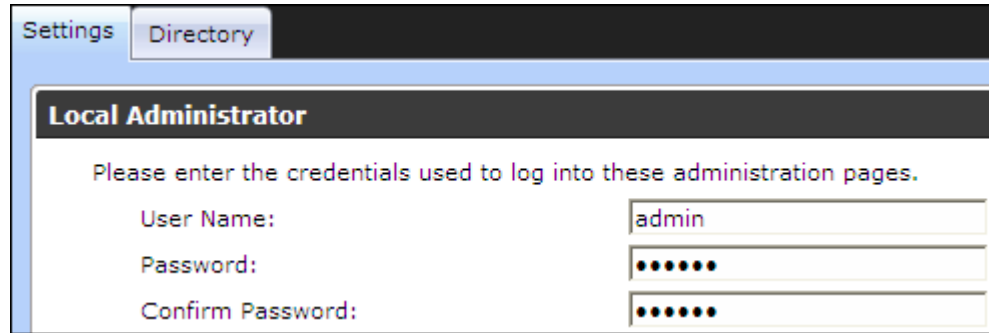 Settings Directory
Local Administrator
Please enter the credentials used to log into these administration pages.
User Name: admin
Password: ••••••
Confirm Password: ••••••